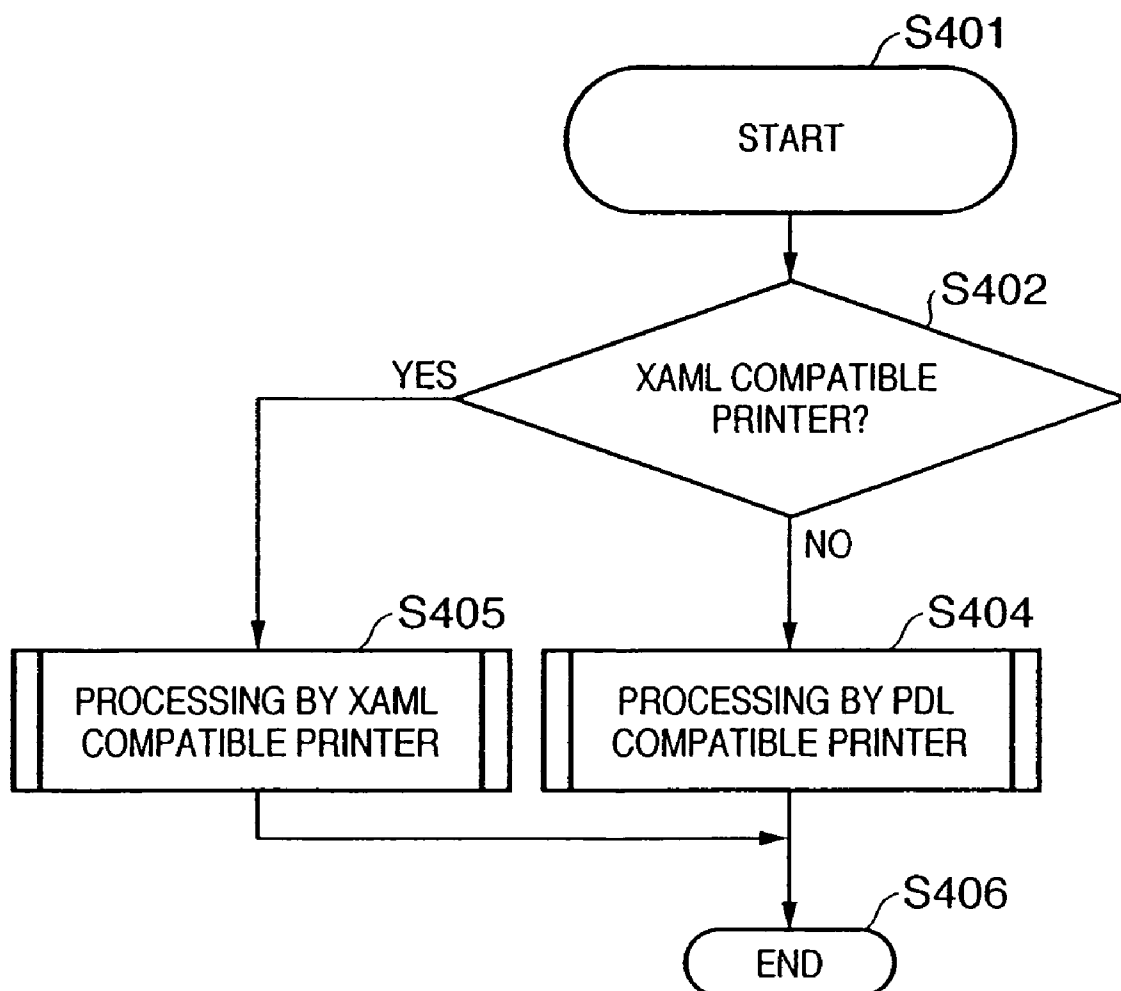 S401
START
S402
XAML COMPATIBLE
PRINTER?
YES
NO
S405
PROCESSING BY XAML
COMPATIBLE PRINTER
S404
PROCESSING BY PDL
COMPATIBLE PRINTER
S406
END